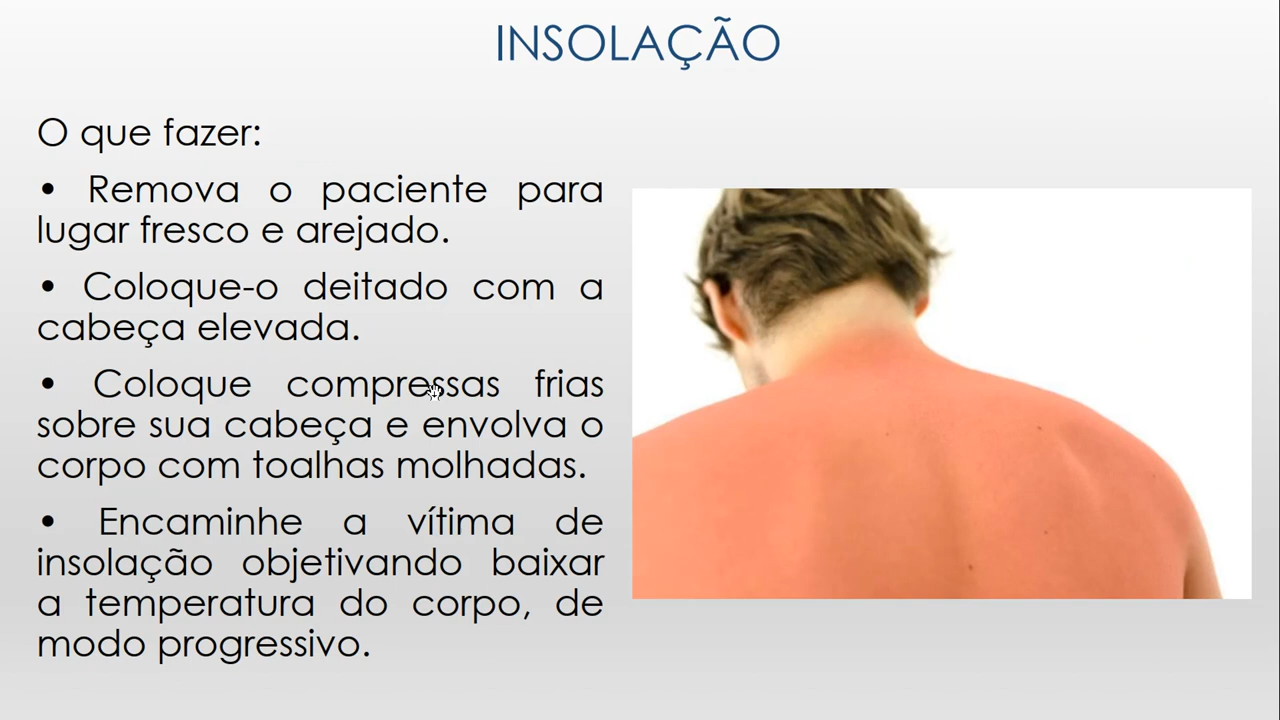 INSOLAÇÃO
O que fazer:
• Remova o paciente para
lugar fresco e arejado.
• Coloque-o deitado com a
cabeça elevada.
• Coloque compressas frias
sobre sua cabeça e envolva o
corpo com toalhas molhadas.
• Encaminhe a vítima de
insolação objetivando baixar
a temperatura do corpo, de
modo progressivo.